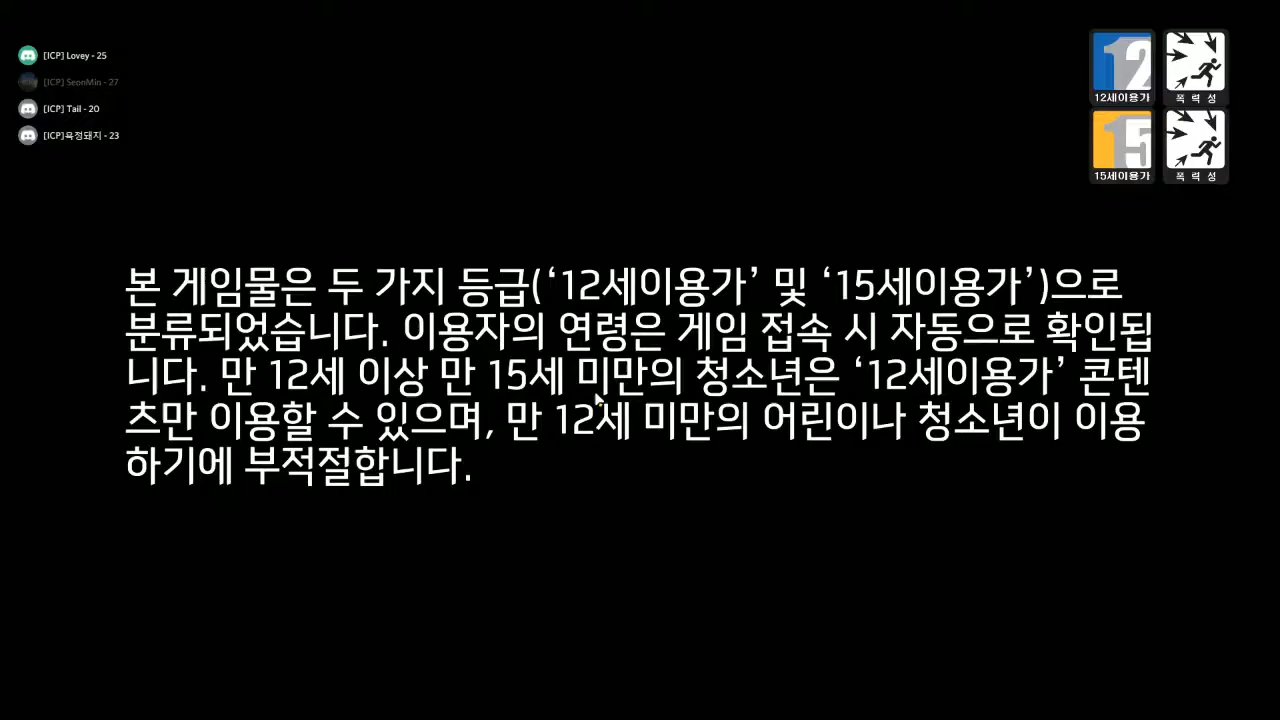 [ICP] Lovey - 25
[ICP] SeonMin - 27
[ICP] Tail - 20
[ICP]욕정돼지 - 23
12
12세이용가
폭력성
15
15세이용가
폭력성
본 게임물은 두 가지 등급(‘12세이용가’ 및 ‘15세이용가’)으로
분류되었습니다. 이용자의 연령은 게임 접속 시 자동으로 확인됩
니다. 만 12세 이상 만 15세 미만의 청소년은 ‘12세이용가’ 콘텐
츠만 이용할 수 있으며, 만 12세 미만의 어린이나 청소년이 이용
하기에 부적절합니다.